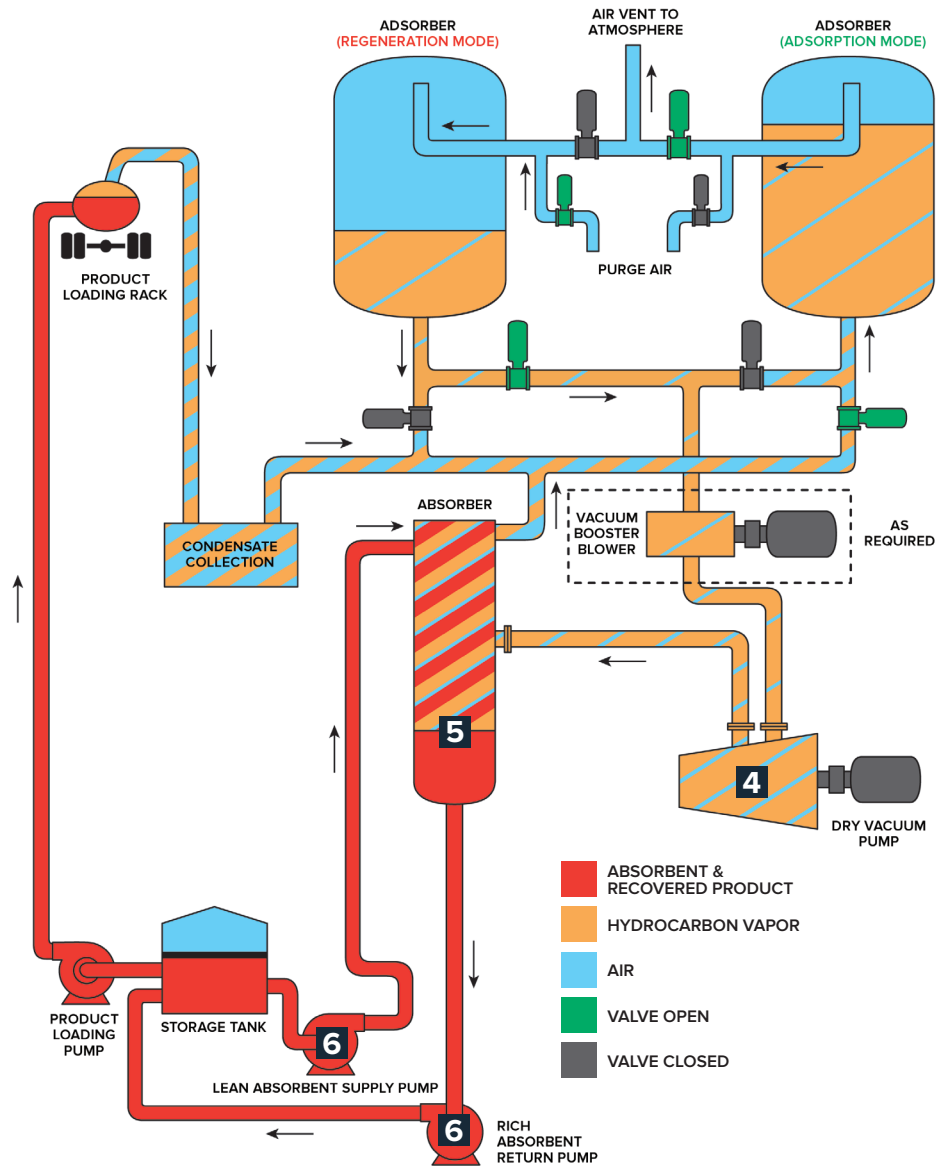 ADSORBER
(REGENERATION MODE)
AIR VENT TO
ATMOSPHERE
ADSORBER
(ADSORPTION MODE)
PURGE AIR
PRODUCT
LOADING RACK
CONDENSATE
COLLECTION
ABSORBER
VACUUM
BOOSTER
BLOWER
AS
REQUIRED
5
4
DRY VACUUM
PUMP
ABSORBENT &
RECOVERED PRODUCT
HYDROCARBON VAPOR
AIR
VALVE OPEN
VALVE CLOSED
PRODUCT
LOADING
PUMP
STORAGE TANK
6
LEAN ABSORBENT SUPPLY PUMP
6
RICH
ABSORBENT
RETURN PUMP